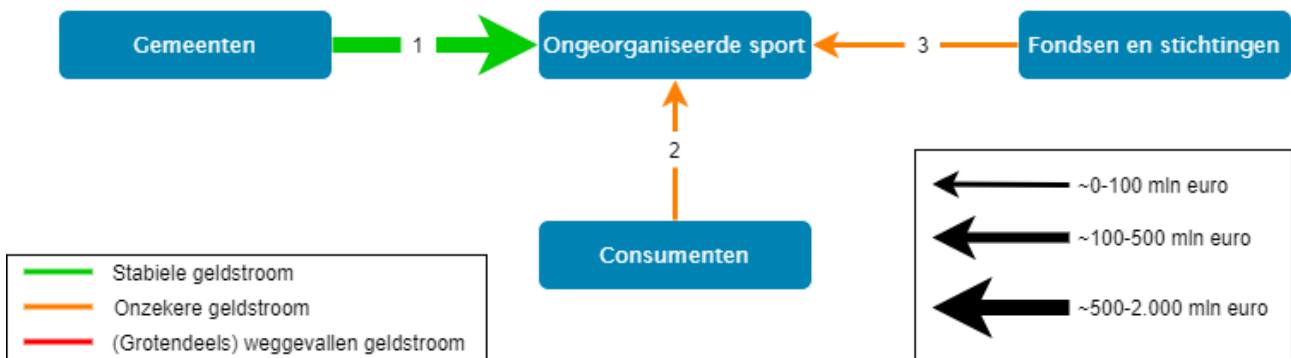 Gemeenten
1
Ongeorganiseerde sport
3
Fondsen en stichtingen
2
Consumenten
Stabiele geldstroom
Onzekere geldstroom
(Grotendeels) weggevallen geldstroom
~0-100 mln euro
~100-500 mln euro
~500-2.000 mln euro